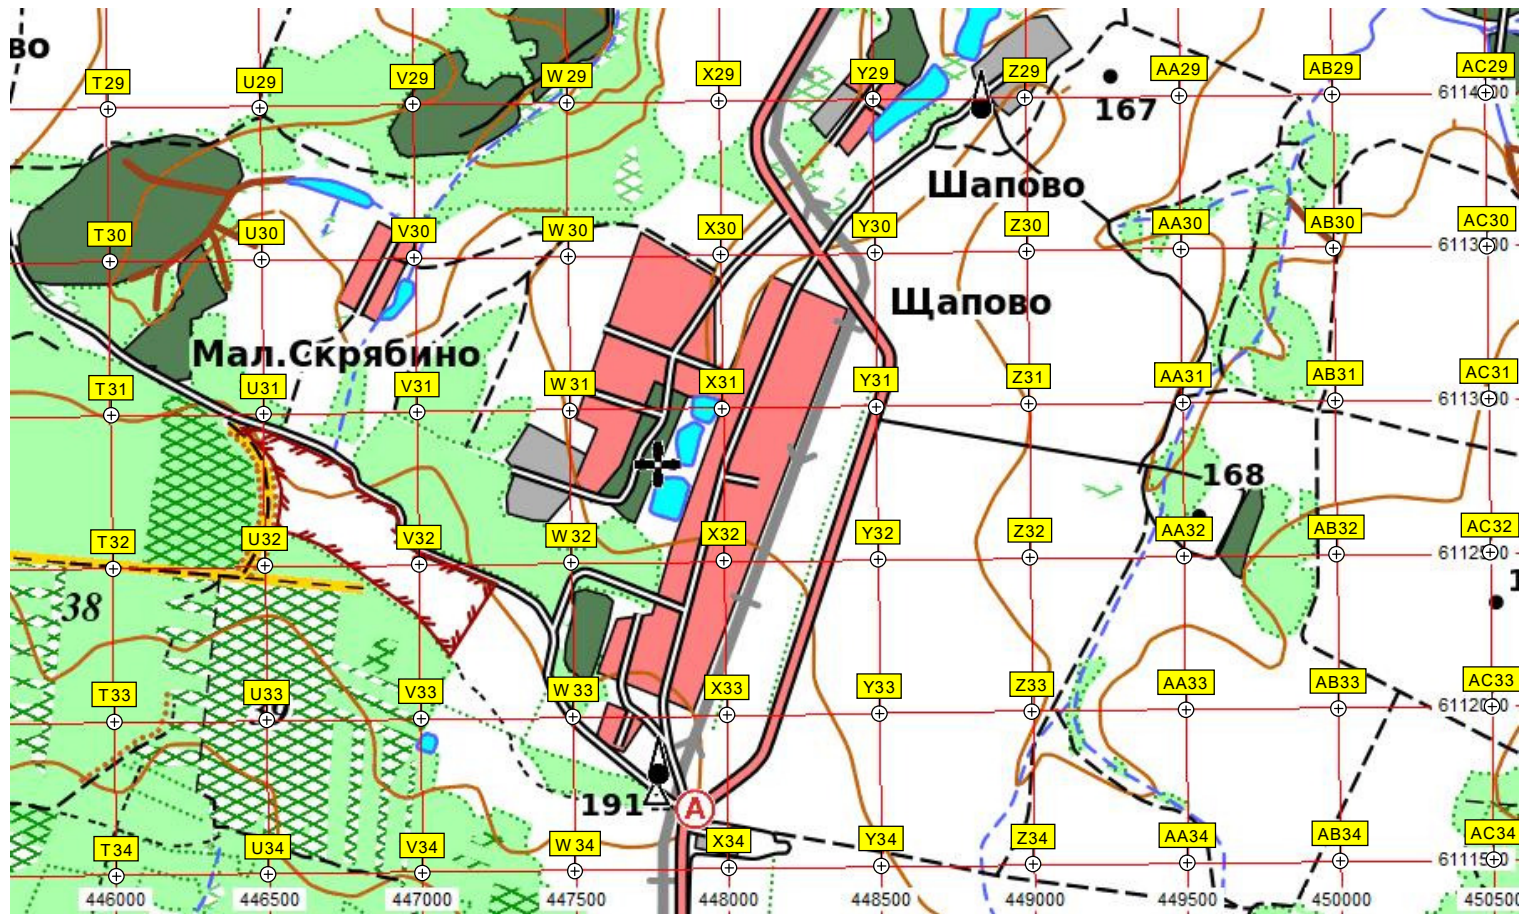 во
T29 U29 V29 W29 X29 Y29 Z29 AA29 AB29 AC29
167
Шапово
T30 U30 V30 W30 X30 Y30 Z30 AA30 AB30 AC30
Щапово
Мал.Скрябино
T31 U31 V31 W31 X31 Y31 Z31 AA31 AB31 AC31
168
T32 U32 V32 W32 X32 Y32 Z32 AA32 AB32 AC32
38
1
T33 U33 V33 W33 X33 Y33 Z33 AA33 AB33 AC33
191
A
T34 U34 V34 W34 X34 Y34 Z34 AA34 AB34 AC34
446000 446500 447000 447500 448000 448500 449000 449500 450000 450500